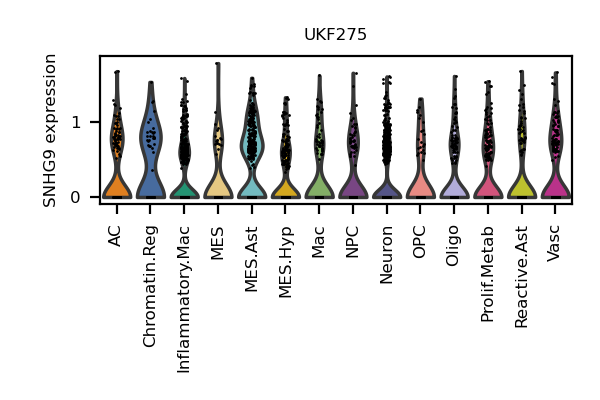 UKF275
SNHG9 expression
1
0
AC
Chromatin.Reg
Inflammatory.Mac
MES
MES.Ast
MES.Hyp
Mac
NPC
Neuron
OPC
Oligo
Prolif.Metab
Reactive.Ast
Vasc